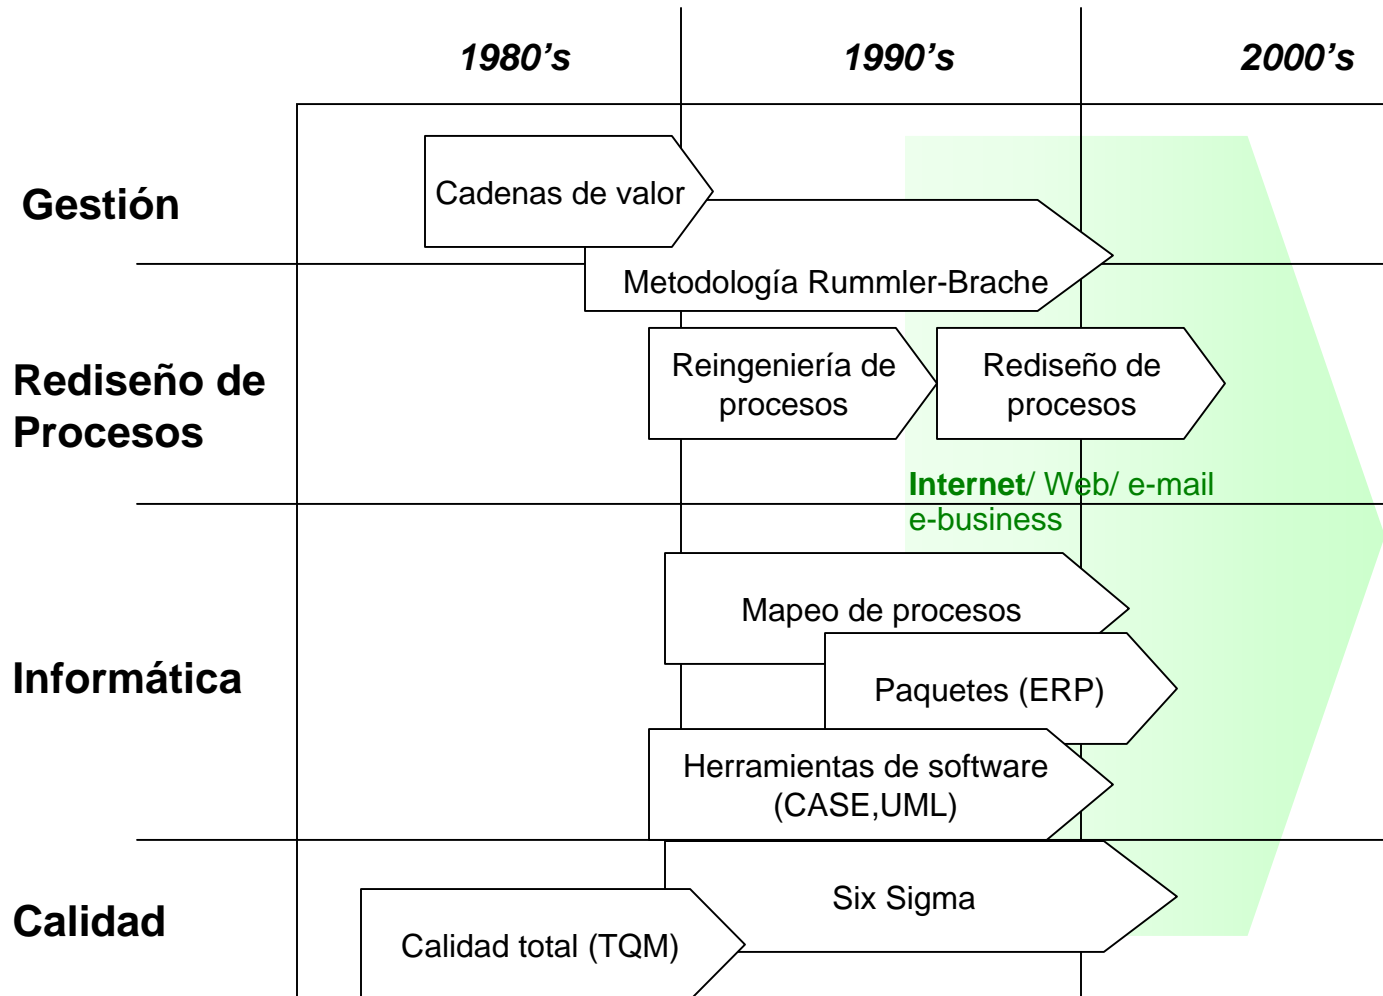 1980’s
1990’s
2000’s
Gestión
Cadenas de valor
Metodología Rummler-Brache
Rediseño de
Procesos
Reingeniería de
procesos
Rediseño de
procesos
Internet/ Web/ e-mail
e-business
Informática
Mapeo de procesos
Paquetes (ERP)
Herramientas de software
(CASE,UML)
Calidad
Six Sigma
Calidad total (TQM)